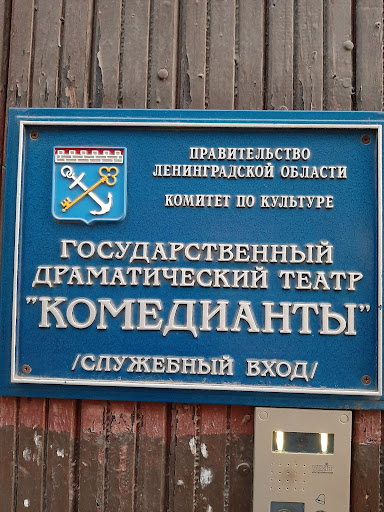 ПРАВИТЕЛЬСТВО
ЛЕНИНГРАДСКОЙ ОБЛАСТИ
КОМИТЕТ ПО КУЛЬТУРЕ
ГОСУДАРСТВЕННЫЙ
ДРАМАТИЧЕСКИЙ ТЕАТР
"КОМЕДИАНТЫ"
/СЛУЖЕБНЫЙ ВХОД/